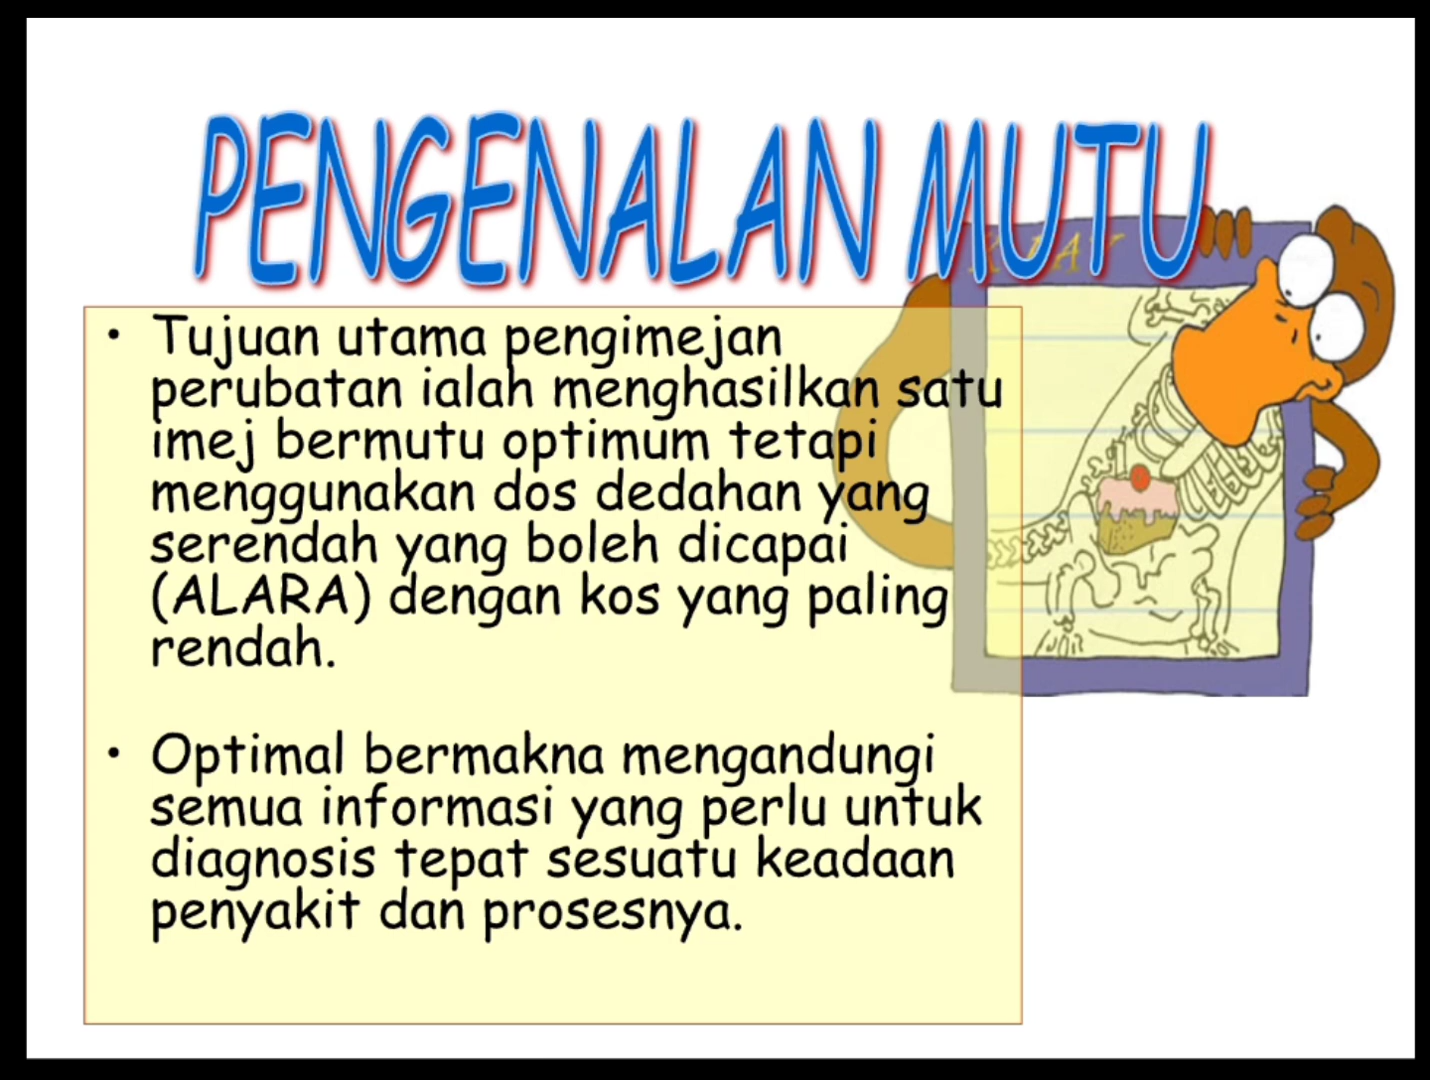 PENGENALAN MUTU
X RAY
• Tujuan utama pengimejan
perubatan ialah menghasilkan satu
imej bermutu optimum tetapi
menggunakan dos dedahan yang
serendah yang boleh dicapai
(ALARA) dengan kos yang paling
rendah.
• Optimal bermakna mengandungi
semua informasi yang perlu untuk
diagnosis tepat sesuatu keadaan
penyakit dan prosesnya.